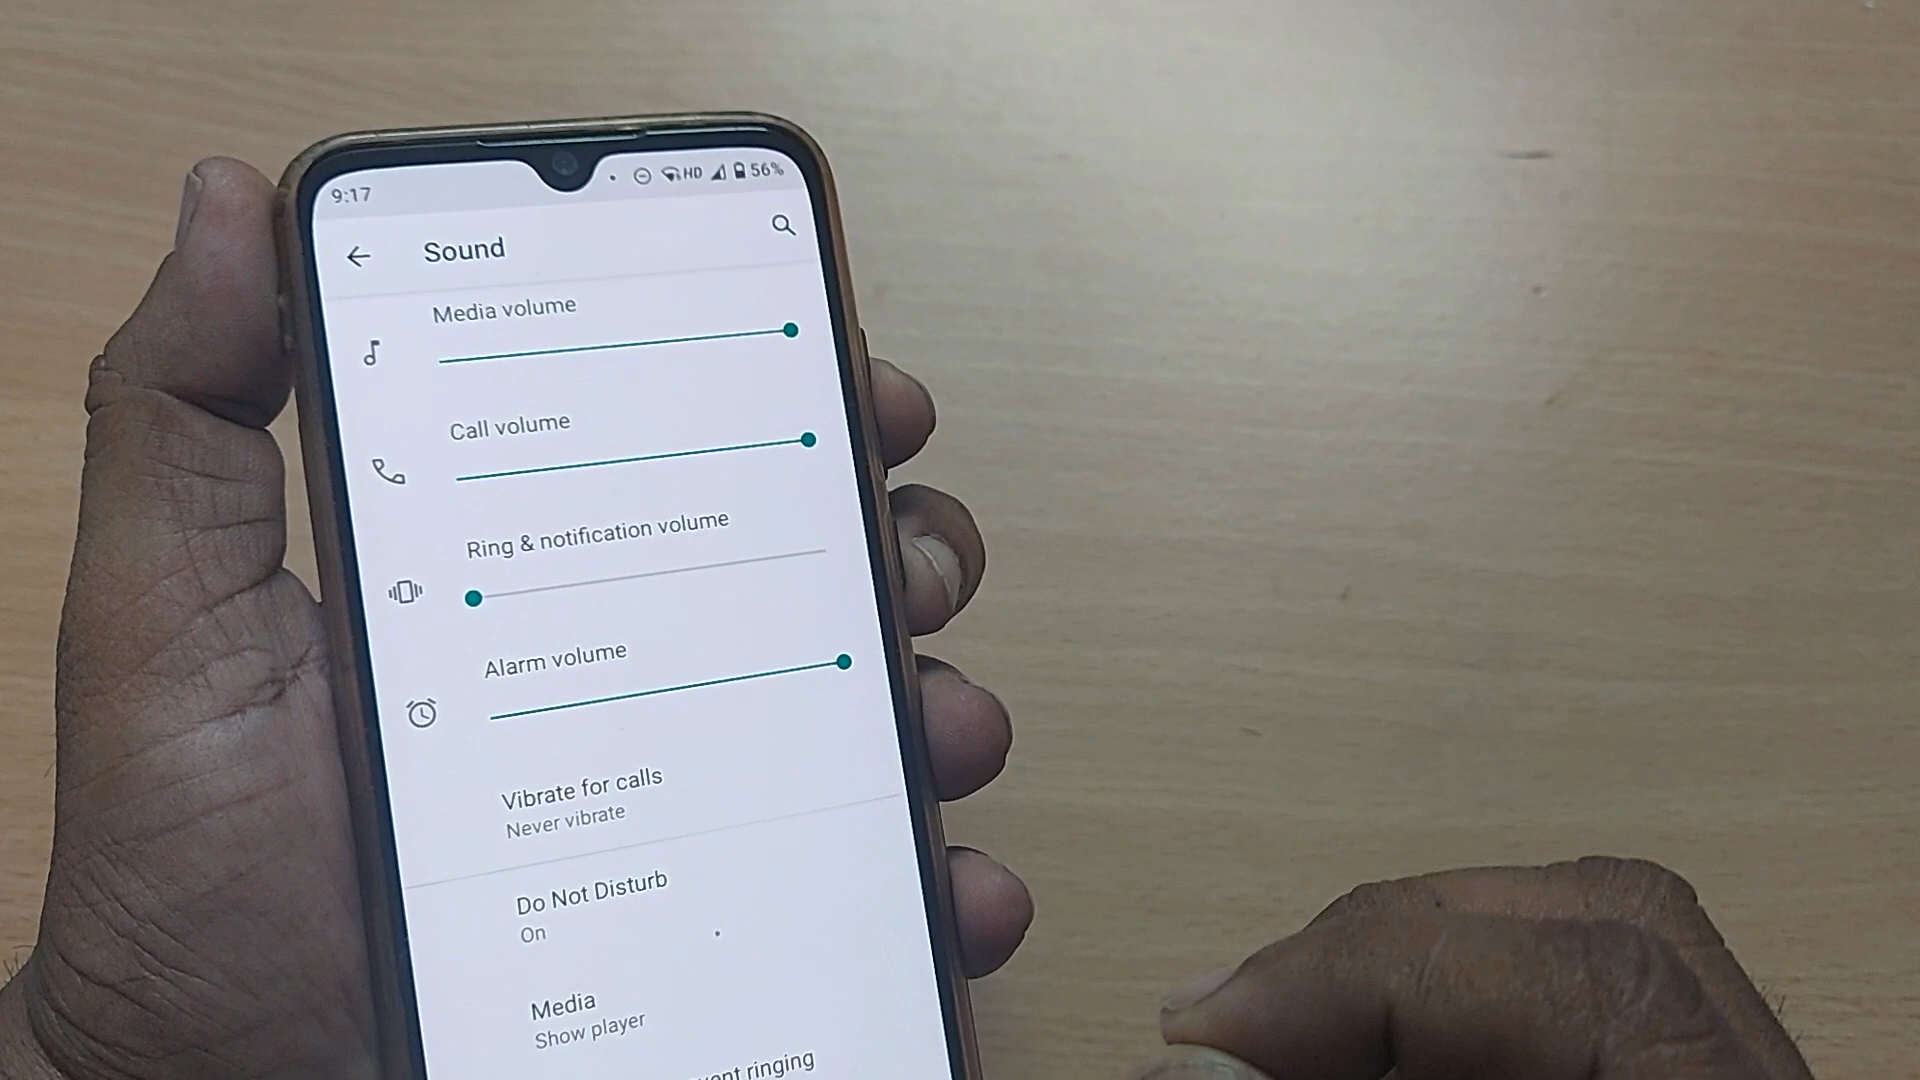 9:17 HD 56%
Sound
Media volume
Call volume
Ring & notification volume
Alarm volume
Vibrate for calls
Never vibrate
Do Not Disturb
On
Media
Show player
ringing